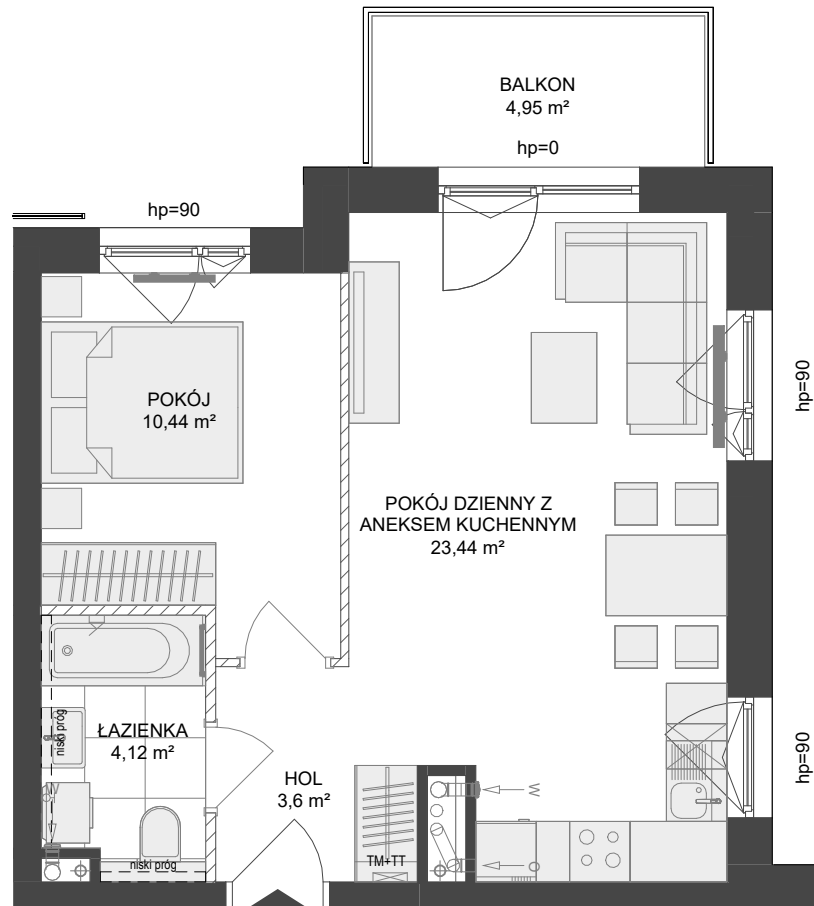 BALKON
4,95 m²
hp=0
hp=90
POKÓJ
10,44 m²
hp=90
POKÓJ DZIENNY Z
ANEKSEM KUCHENNYM
23,44 m²
niski próg
ŁAZIENKA
4,12 m²
HOL
3,6 m²
hp=90
W
W
TM+TT
O
niski próg